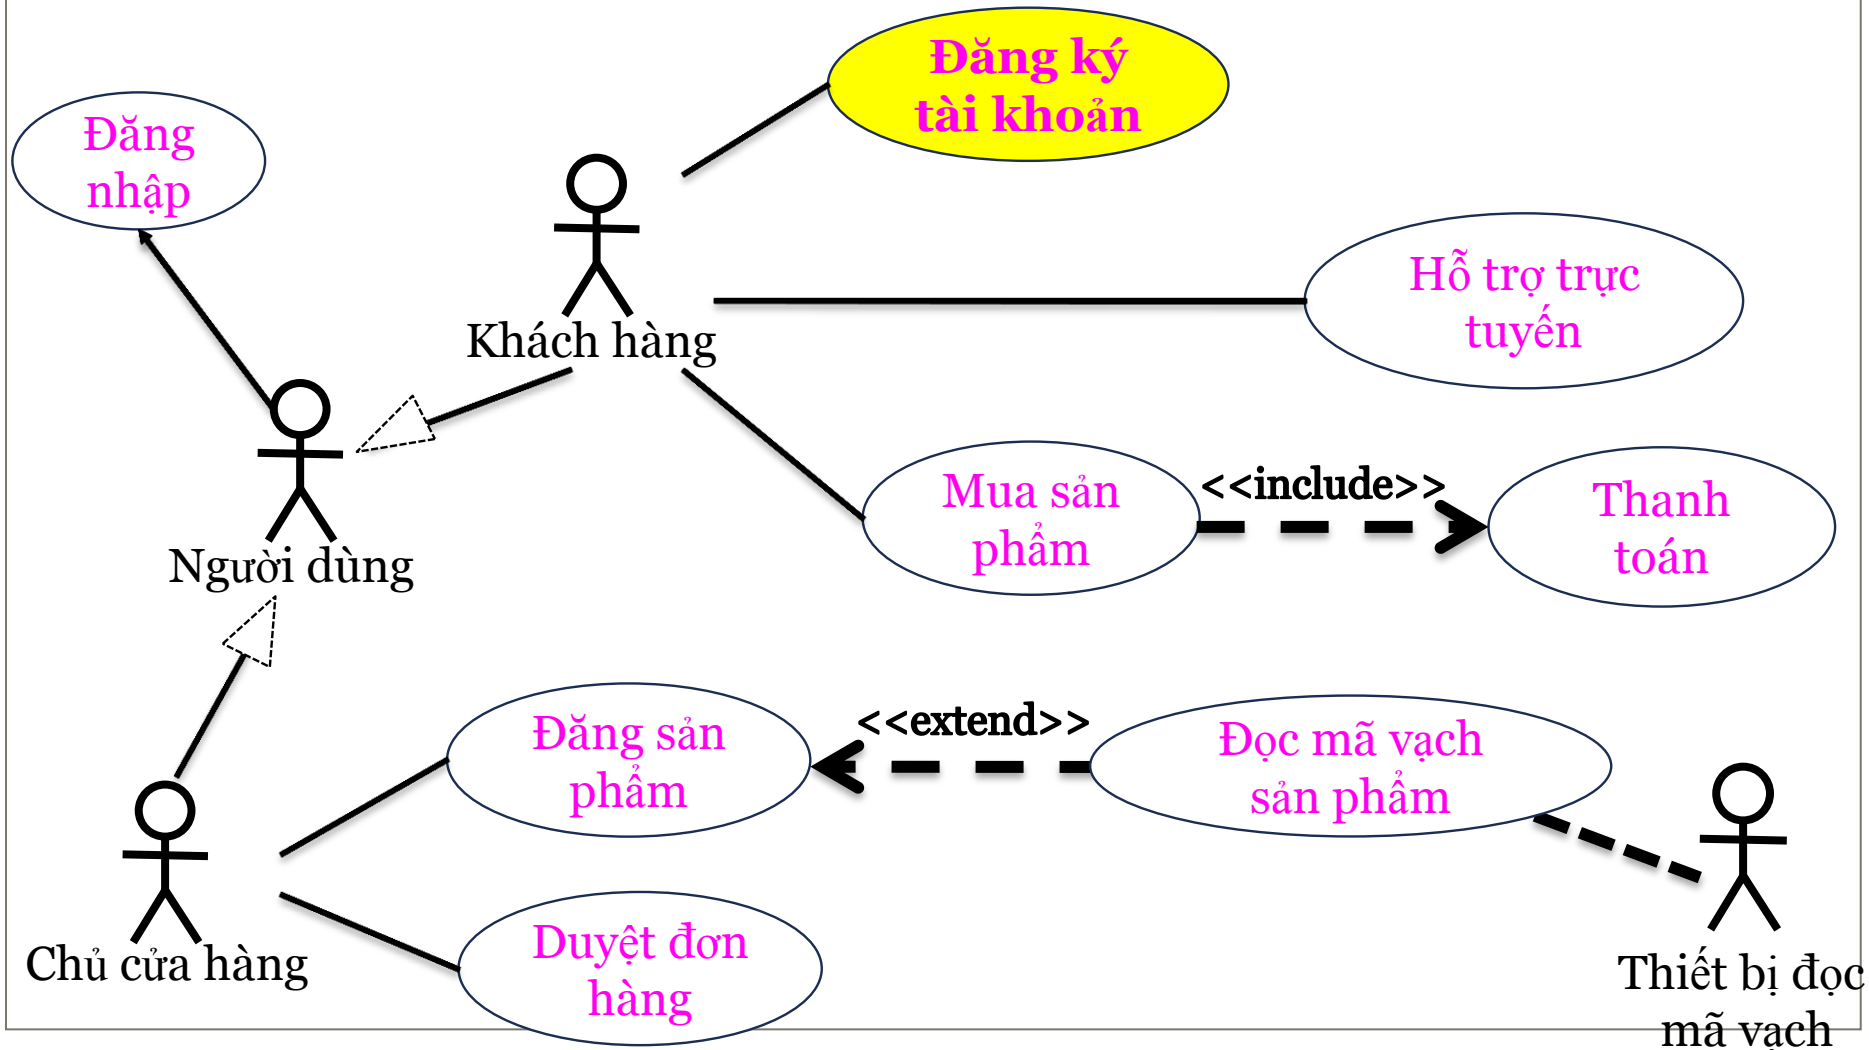 Đăng ký
tài khoản
Đăng
nhập
Hỗ trợ trực
tuyến
Khách hàng
Mua sản
phẩm
<<include>>
Thanh
toán
Người dùng
Đăng sản
phẩm
<<extend>>
Đọc mã vạch
sản phẩm
Chủ cửa hàng
Duyệt đơn
hàng
Thiết bị đọc
mã vạch